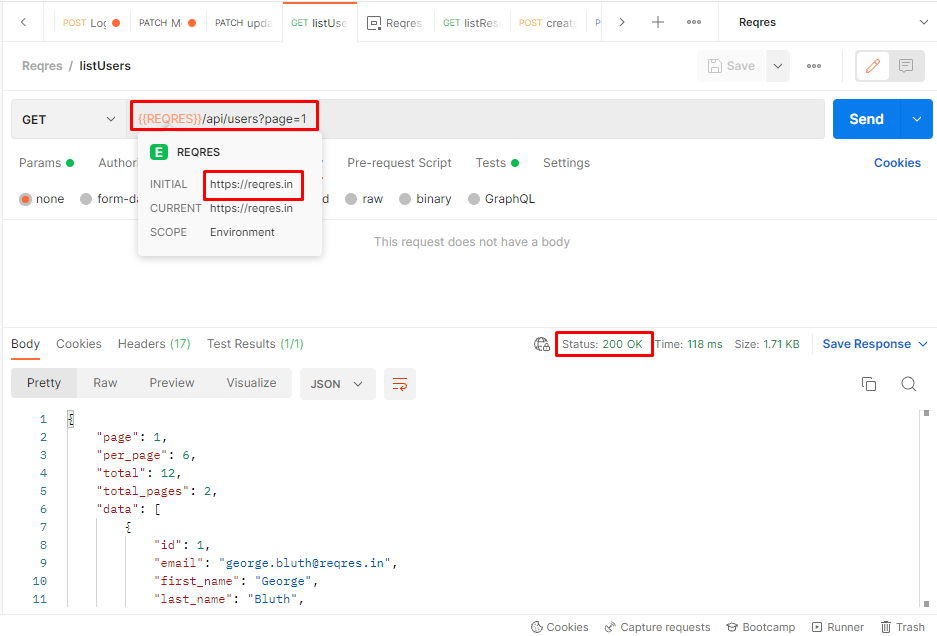 POST Log PATCH M PATCH upda GET listUse Reqres GET listRes POST create P Reqres
Reqres / listUsers Save
GET {{REQRES}}/api/users?page=1 Send
E REQRES
Params Author Pre-request Script Tests Settings Cookies
INITIAL https://reqres.in
none form-da d raw binary GraphQL
CURRENT https://reqres.in
SCOPE Environment
This request does not have a body
Body Cookies Headers (17) Test Results (1/1) Status: 200 OK Time: 118 ms Size: 1.71 KB Save Response
Pretty Raw Preview Visualize JSON
1 {
2 "page": 1,
3 "per_page": 6,
4 "total": 12,
5 "total_pages": 2,
6 "data": [
7 {
8 "id": 1,
9 "email": "george.bluth@reqres.in",
10 "first_name": "George",
11 "last_name": "Bluth",
Cookies Capture requests Bootcamp Runner Trash